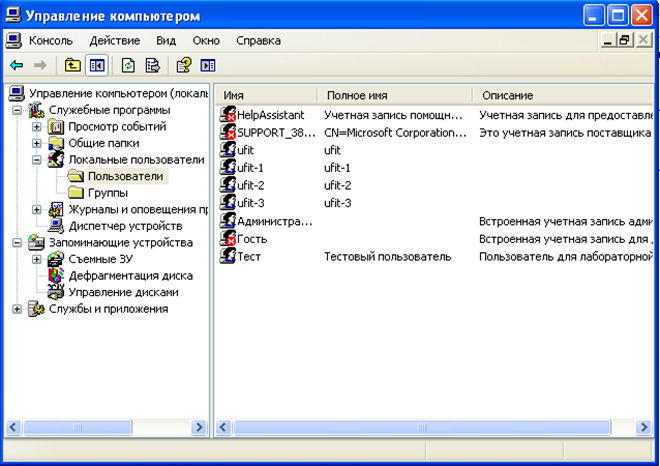 Управление компьютером
Консоль Действие Вид Окно Справка
Управление компьютером (локаль
Служебные программы
Просмотр событий
Общие папки
Локальные пользователи
Пользователи
Группы
Журналы и оповещения пр
Диспетчер устройств
Запоминающие устройства
Съемные ЗУ
Дефрагментация диска
Управление дисками
Службы и приложения
Имя Полное имя Описание
HelpAssistant Учетная запись помощн... Учетная запись для предоставле
SUPPORT_38... CN=Microsoft Corporation... Это учетная запись поставщика
ufit ufit
ufit-1 ufit-1
ufit-2 ufit-2
ufit-3 ufit-3
Администра... Встроенная учетная запись адми
Гость Встроенная учетная запись для д
Тест Тестовый пользователь Пользователь для лабораторной